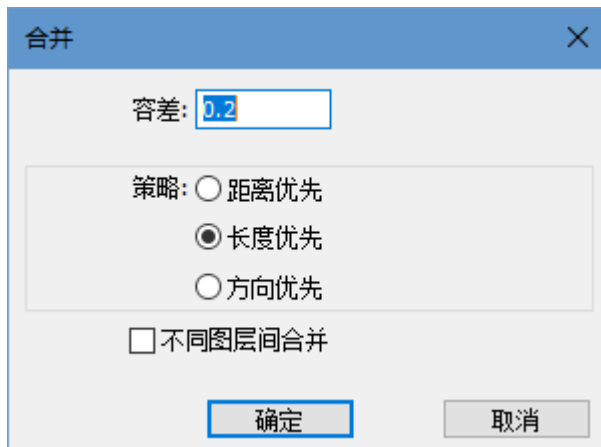 合并
容差: 0.2
策略: 距离优先
长度优先
方向优先
不同图层间合并
确定 取消